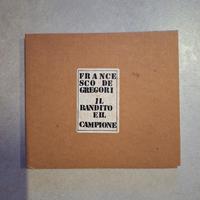 FRANCE
SCO DE
GREGORI
IL
BANDITO
E IL
CAMPIONE